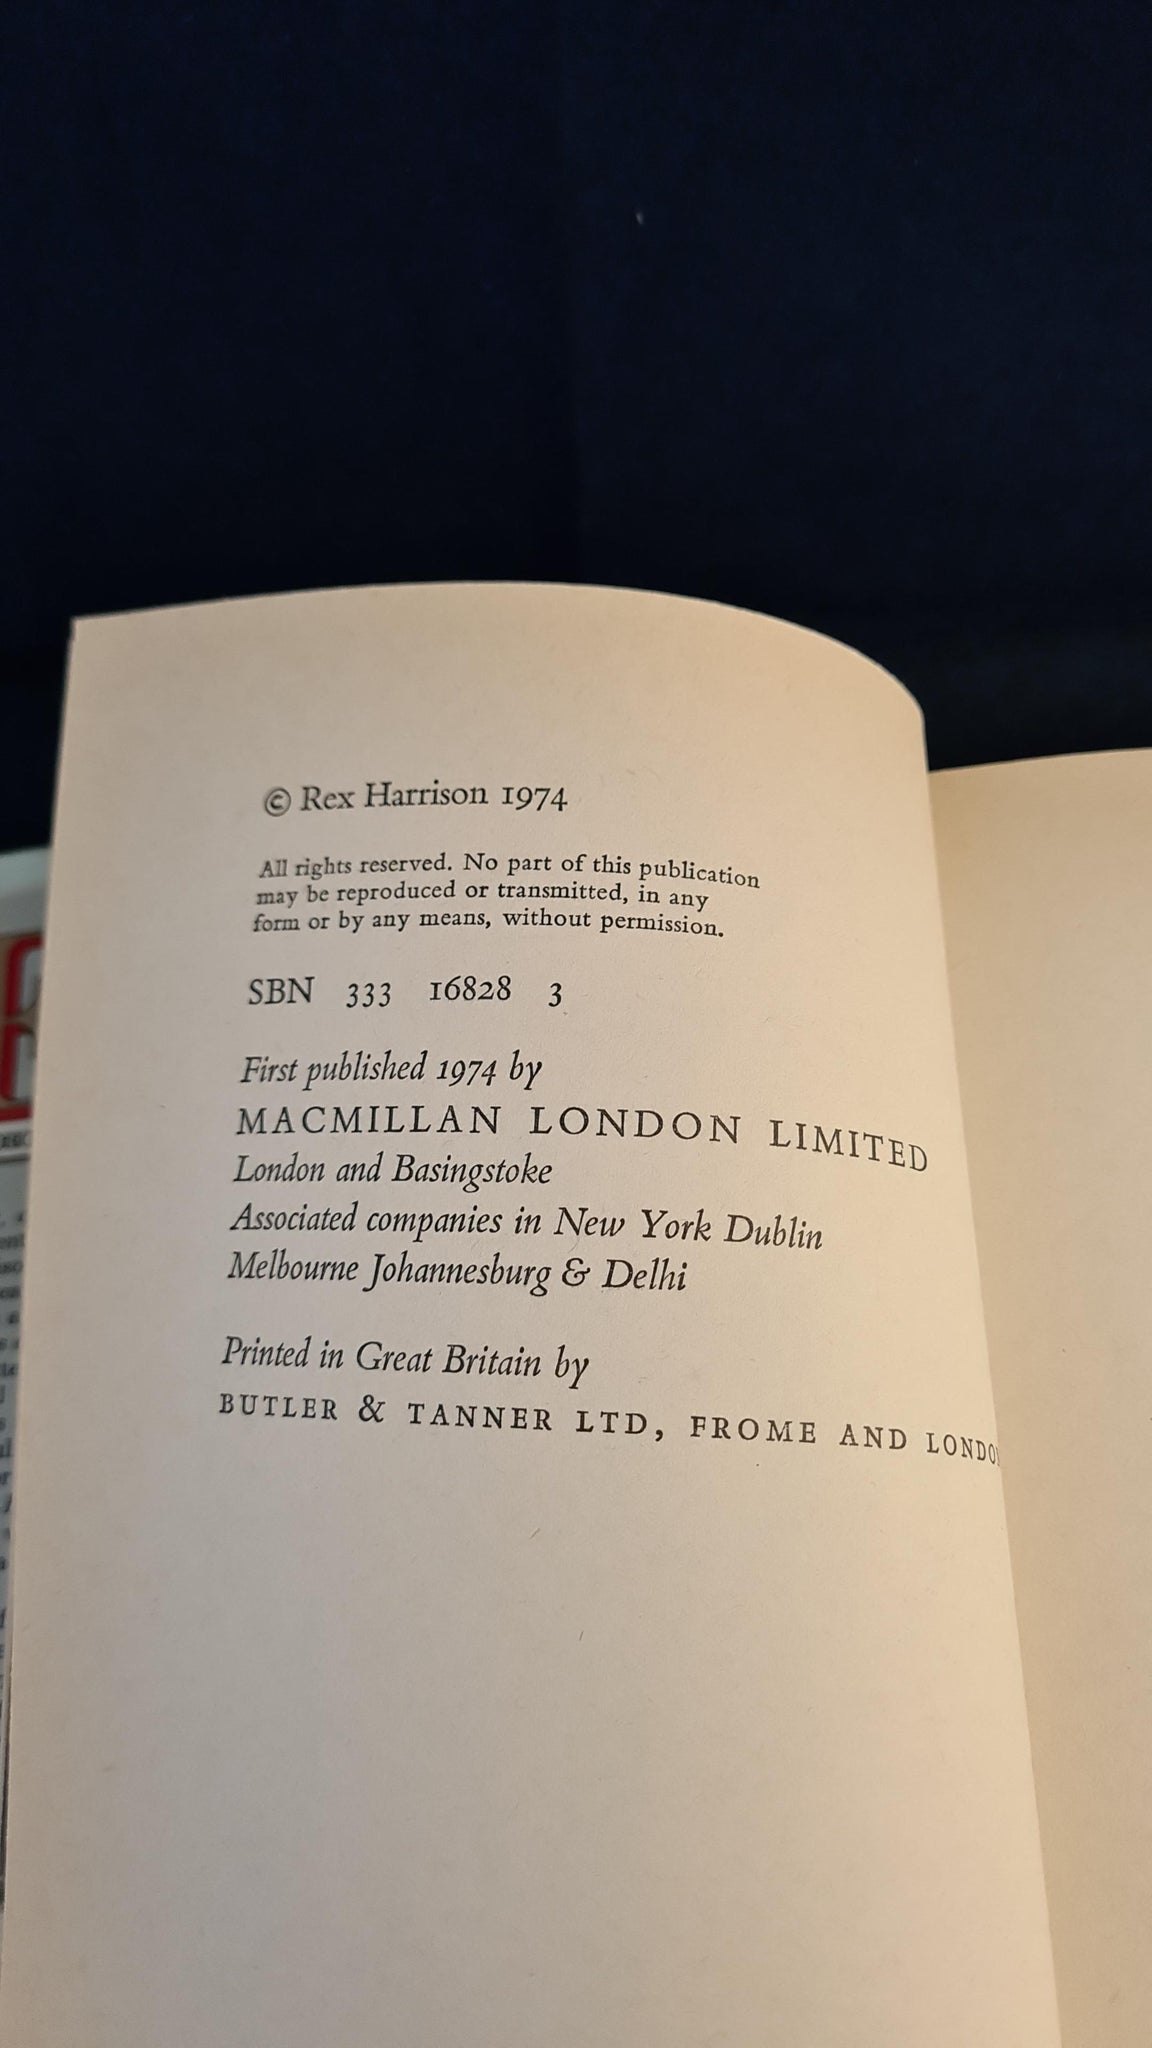 © Rex Harrison 1974
All rights reserved. No part of this publication
may be reproduced or transmitted, in any
form or by any means, without permission.
SBN 333 16828 3
First published 1974 by
MACMILLAN LONDON LIMITED
London and Basingstoke
Associated companies in New York Dublin
Melbourne Johannesburg & Delhi
Printed in Great Britain by
BUTLER & TANNER LTD, FROME AND LONDON